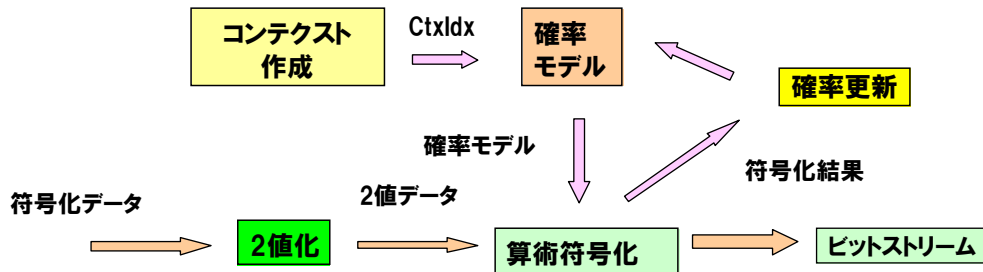 コンテクスト
作成
CtxIdx
確率
モデル
確率更新
確率モデル
符号化結果
符号化データ
2値データ
2値化
算術符号化
ビットストリーム